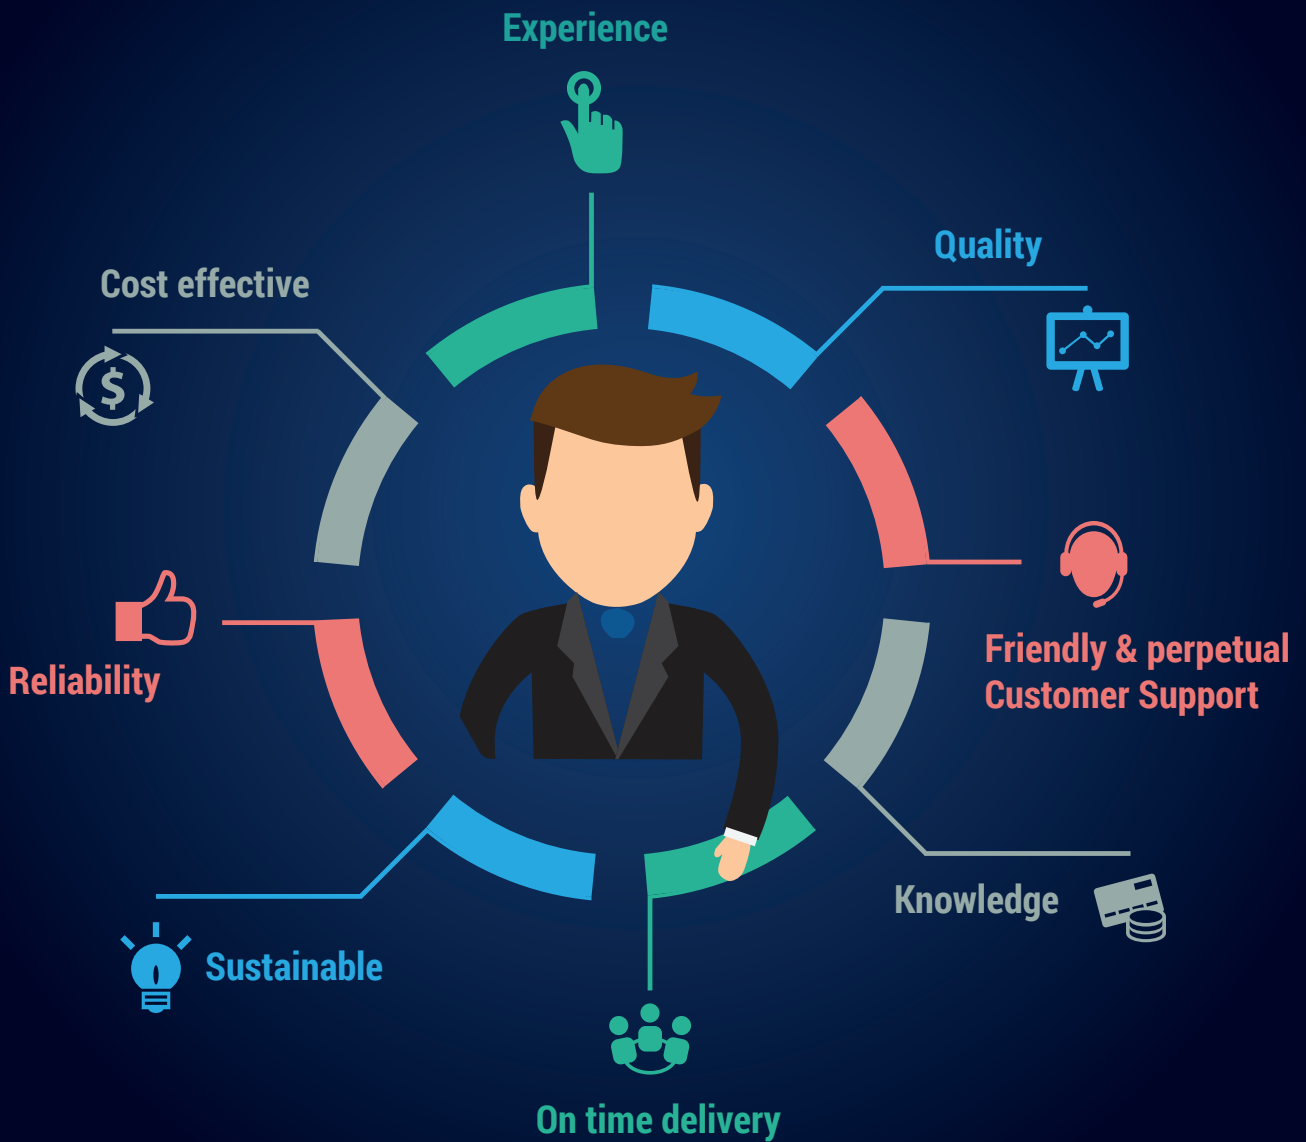 Experience
Quality
Cost effective
$
Friendly & perpetual
Customer Support
Reliability
Knowledge
Sustainable
On time delivery